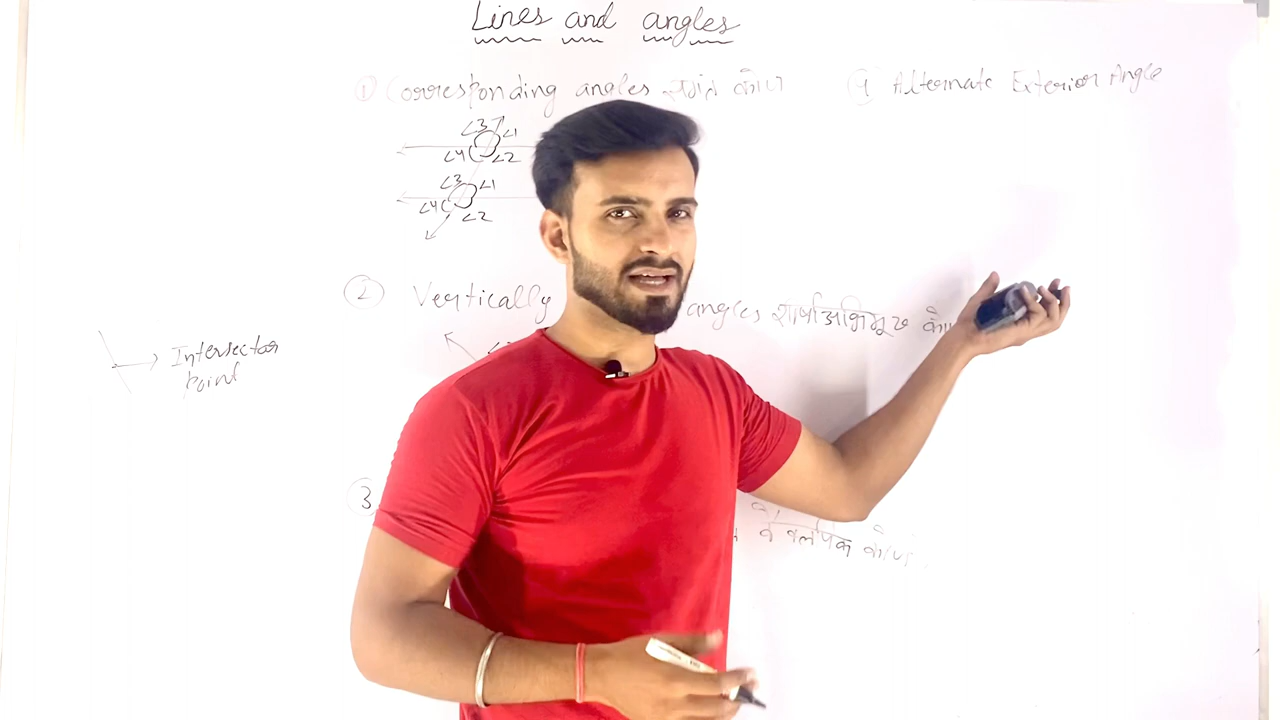 Lines and angles
① Corresponding angles संगत कोण
④ Alternate Exterior Angle
∠3 ∠1
∠4 ∠2
∠3 ∠1
∠4 ∠2
② Vertically angles
Intersector
point
③